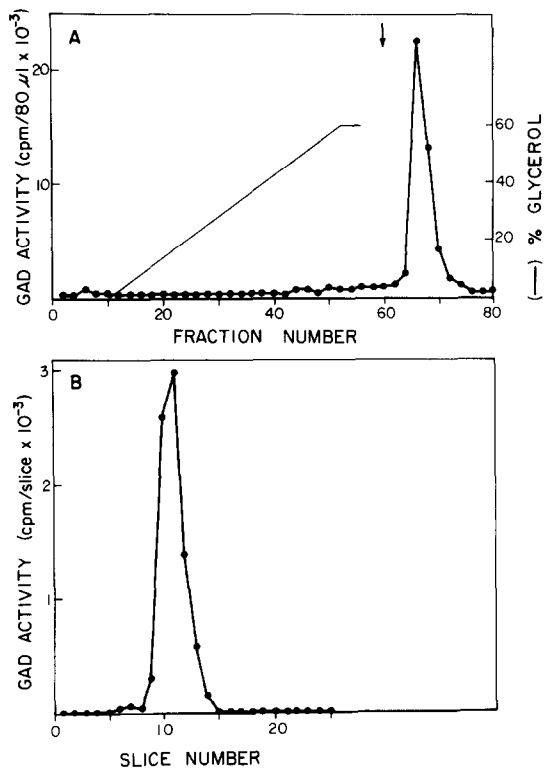 A
GAD ACTIVITY (cpm/80 μl x 10⁻³)
20
10
0
20
40
60
80
FRACTION NUMBER
60
40
20
(—) % GLYCEROL
B
GAD ACTIVITY (cpm/slice x 10⁻³)
3
2
1
0
10
20
SLICE NUMBER